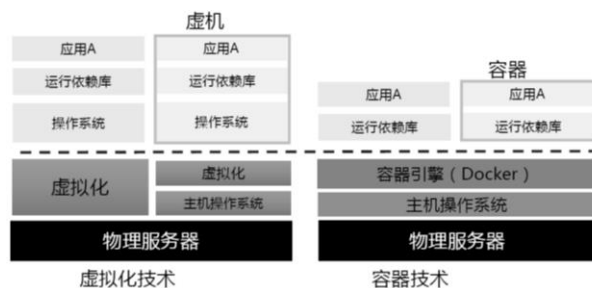 虚机
应用A
应用A
运行依赖库
运行依赖库
操作系统
操作系统
虚拟化
虚拟化
主机操作系统
物理服务器
虚拟化技术
容器
应用A
应用A
运行依赖库
运行依赖库
容器引擎（Docker）
主机操作系统
物理服务器
容器技术